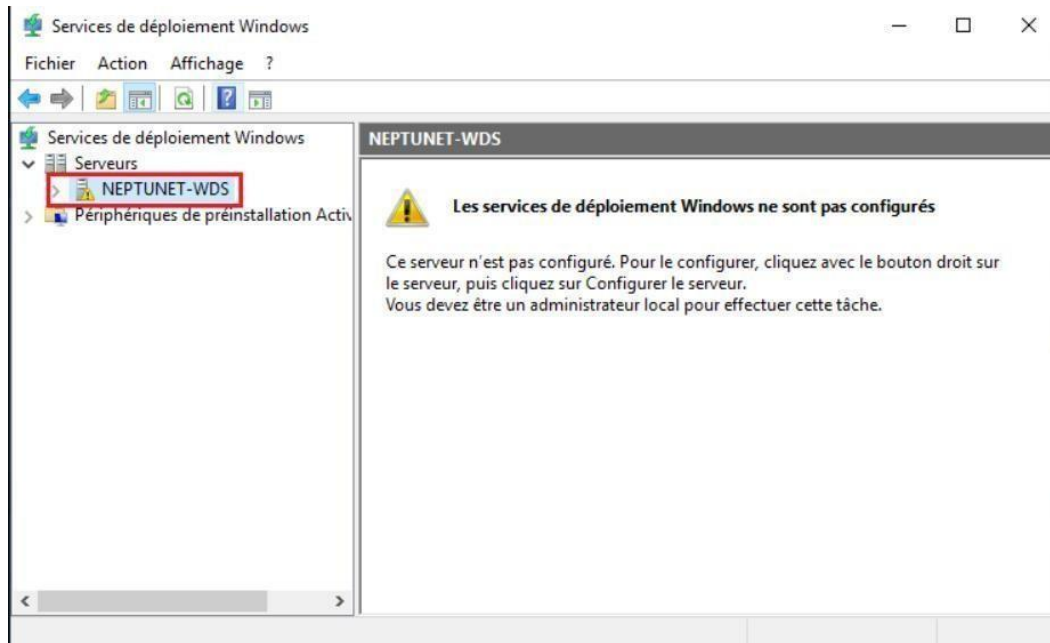 Services de déploiement Windows
Fichier Action Affichage ?
Services de déploiement Windows
Serveurs
NEPTUNET-WDS
Périphériques de préinstallation Activ
NEPTUNET-WDS
Les services de déploiement Windows ne sont pas configurés
Ce serveur n'est pas configuré. Pour le configurer, cliquez avec le bouton droit sur
le serveur, puis cliquez sur Configurer le serveur.
Vous devez être un administrateur local pour effectuer cette tâche.